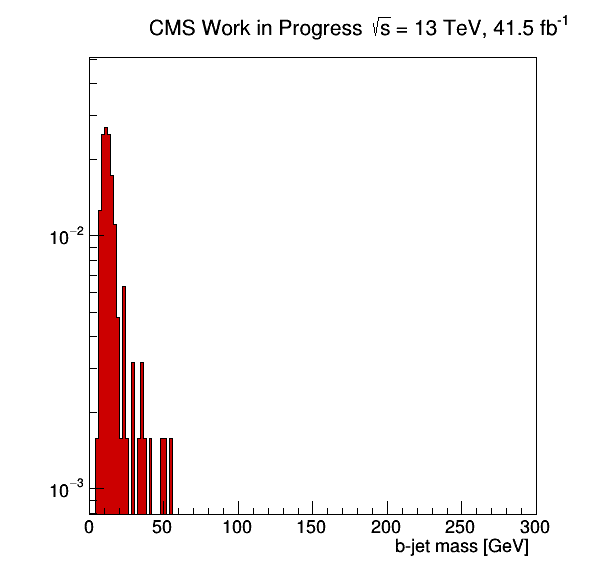 CMS Work in Progress √s = 13 TeV, 41.5 fb⁻¹
10⁻²
10⁻³
0 50 100 150 200 250 300
b-jet mass [GeV]